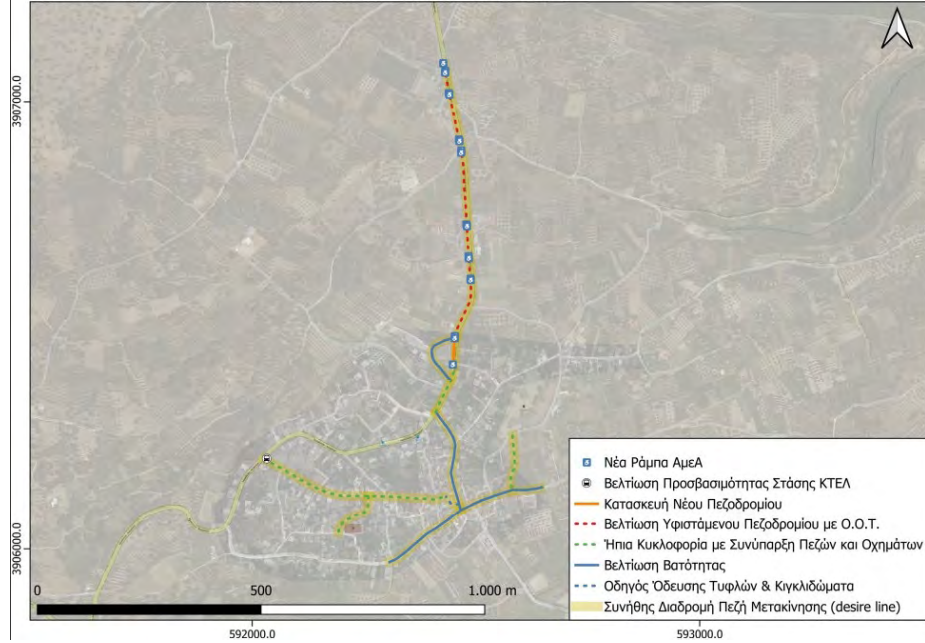 3907000.0
Νέα Ράμπα ΑμεΑ
Βελτίωση Προσβασιμότητας Στάσης ΚΤΕΛ
Κατασκευή Νέου Πεζοδρομίου
Βελτίωση Υφιστάμενου Πεζοδρομίου με Ο.Ο.Τ.
Ήπια Κυκλοφορία με Συνύπαρξη Πεζών και Οχημάτων
Βελτίωση Βατότητας
Οδηγός Όδευσης Τυφλών & Κιγκλιδώματα
Συνήθης Διαδρομή Πεζή Μετακίνησης (desire line)
3906000.0
0 500 1.000 m
592000.0 593000.0